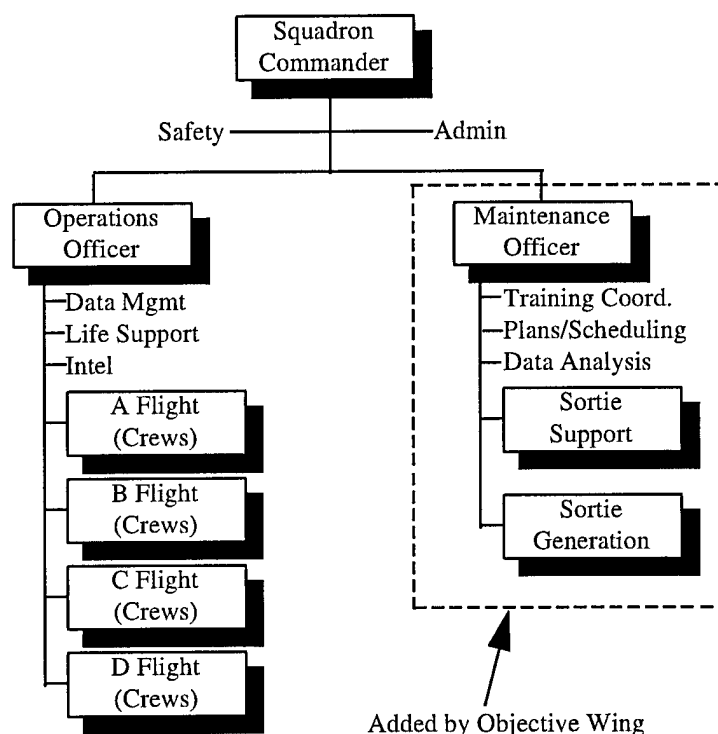 Squadron
Commander
Safety
Admin
Operations
Officer
Data Mgmt
Life Support
Intel
A Flight
(Crews)
B Flight
(Crews)
C Flight
(Crews)
D Flight
(Crews)
Maintenance
Officer
Training Coord.
Plans/Scheduling
Data Analysis
Sortie
Support
Sortie
Generation
Added by Objective Wing